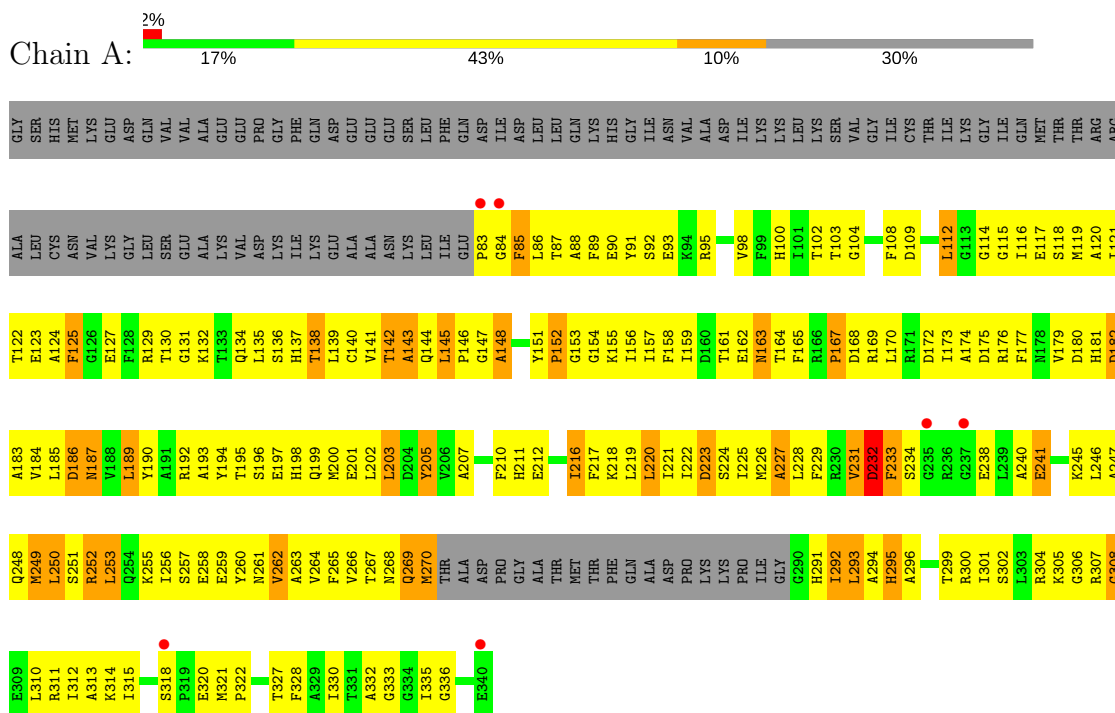 2%
Chain A:
17% 43% 10% 30%
GLY SER HIS MET LYS GLU ASP GLN VAL VAL ALA GLU GLU PRO GLY PHE GLN ASP GLU GLU GLU SER LEU PHE GLN ASP ILE ASP LEU LEU GLN LYS HIS GLY ILE ASN VAL ALA ASP ILE LYS LYS LEU LYS SER VAL GLY ILE CYS THR ILE LYS GLY ILE GLN MET THR THR ARG ARG
ALA LEU CYS ASN VAL LYS GLY LEU SER GLU ALA LYS VAL ASP LYS ILE LYS GLU ALA ALA ASN LYS LEU ILE GLU P83 G84 F85 L86 T87 A88 F89 E90 Y91 S92 E93 K94 R95 V98 F99 H100 I101 T102 T103 G104 F108 D109 L112 G113 G114 G115 I116 E117 S118 M119 A120 I121
T122 E123 A124 F125 G126 E127 F128 R129 T130 G131 K132 T133 Q134 L135 S136 H137 T138 L139 C140 V141 T142 A143 Q144 L145 P146 G147 A148 Y151 P152 G153 G154 K155 I156 I157 F158 I159 D160 T161 E162 N163 T164 F165 R166 P167 D168 R169 L170 R171 D172 I173 A174 D175 R176 F177 N178 V179 D180 H181 D182
A183 V184 L185 D186 N187 V188 L189 Y190 A191 R192 A193 Y194 T195 S196 E197 H198 Q199 M200 E201 L202 L203 D204 Y205 V206 A207 F210 H211 E212 I216 F217 K218 L219 L220 I221 I222 D223 S224 I225 M226 A227 L228 F229 R230 V231 D232 F233 S234 G235 R236 G237 E238 L239 A240 E241 K245 L246 A247
Q248 M249 L250 S251 R252 L253 Q254 K255 I256 S257 E258 E259 Y260 N261 V262 A263 V264 F265 V266 T267 N268 Q269 M270 THR ALA ASP PRO GLY ALA THR MET THR PHE GLN ALA ASP PRO LYS LYS PRO ILE GLY G290 H291 I292 L293 A294 H295 A296 T299 R300 I301 S302 L303 R304 K305 G306 R307 G308
E309 L310 R311 I312 A313 K314 I315 S318 P319 E320 M321 P322 T327 F328 A329 I330 T331 A332 G333 G334 I335 G336 E340